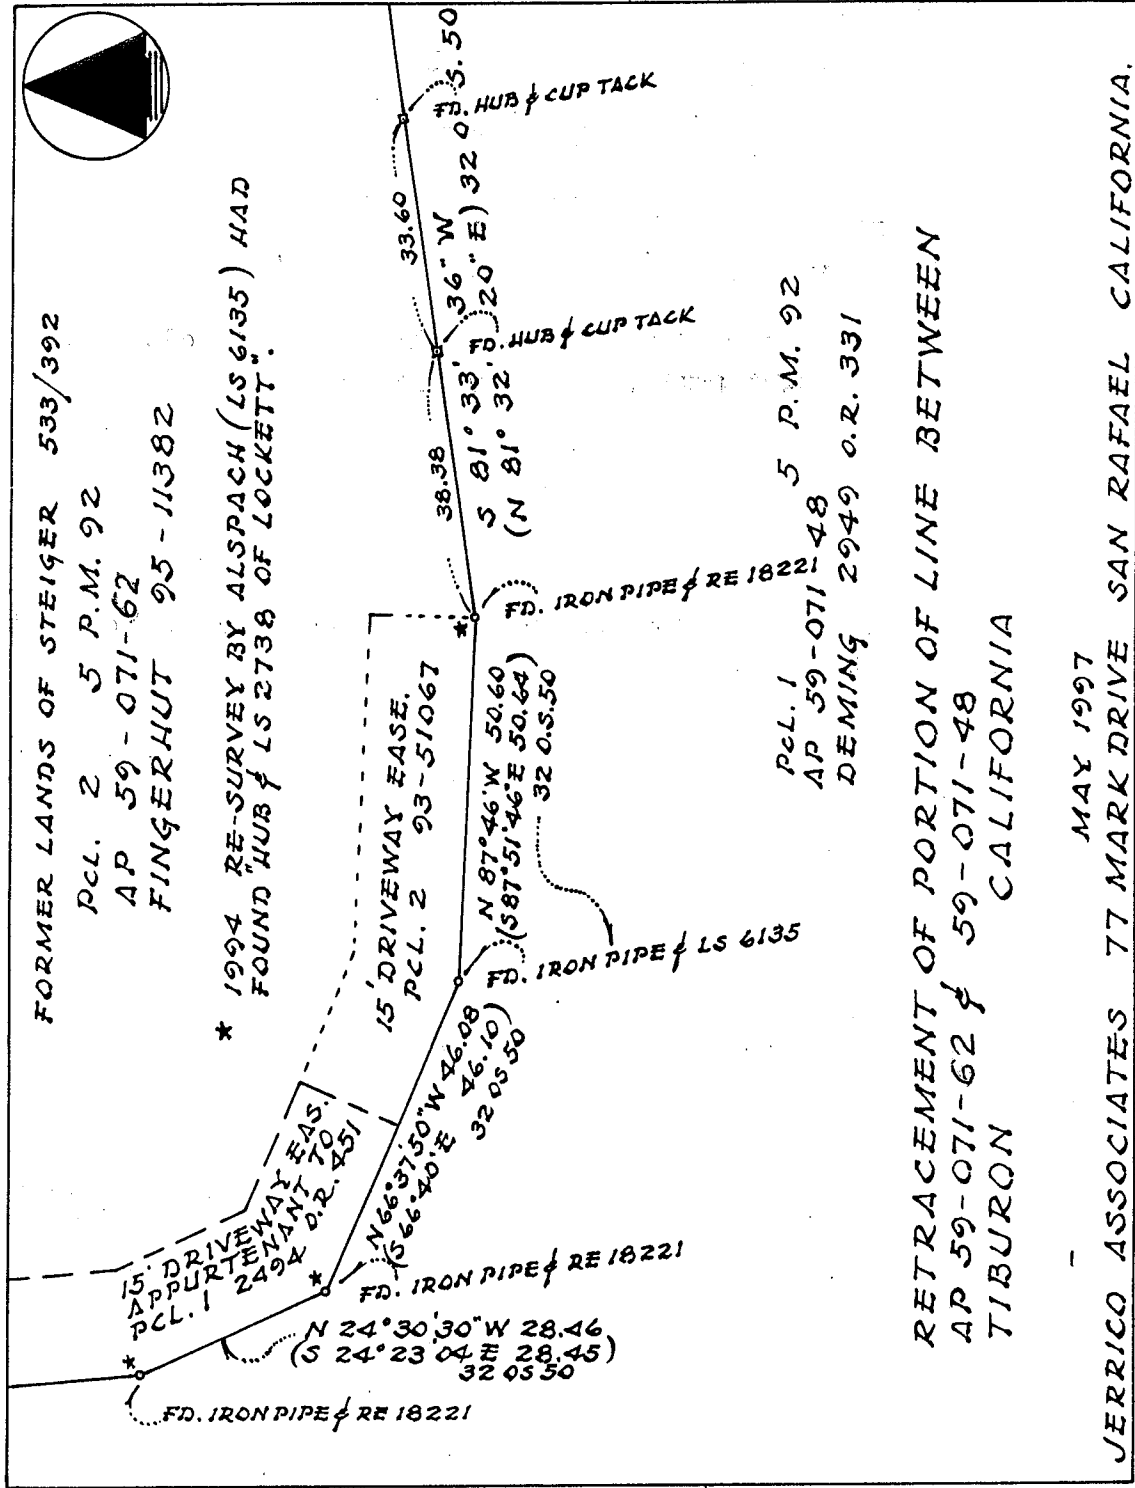 FORMER LANDS OF STEIGER 533/392
PCL. 2 5 P.M. 92
AP 59-071-62
FINGERHUT 95-11382
* 1994 RE-SURVEY BY ALSPACH (LS 6135) HAD
FOUND "HUB & LS 2738 OF LOCKETT".
15' DRIVEWAY EAS.
APPURTENANT TO
PCL. 1 2494 O.R. 451
15' DRIVEWAY EASE.
PCL. 2 93-51067
*
*
*
38.38
33.60
FD. IRON PIPE & RE 18221
N 24°30'30" W 28.46
(S 24°23'04 E 28.45)
32 OS 50
FD. IRON PIPE & RE 18221
N 66°37'50" W 46.08
(S 66°40' E 46.10)
32 OS 50
FD. IRON PIPE & LS 6135
N 87°46' W 50.60
(S 87°51'46" E 50.64)
32 O.S. 50
FD. IRON PIPE & RE 18221
S 81° 33' 36" W
(N 81° 32' 20" E) 32 O.S. 50
FD. HUB & CUP TACK
FD. HUB & CUP TACK
PCL. 1 5 P.M. 92
AP 59-071-48
DEMING 2949 O.R. 331
RETRACEMENT OF PORTION OF LINE BETWEEN
AP 59-071-62 & 59-071-48
TIBURON CALIFORNIA
MAY 1997
JERRICO ASSOCIATES 77 MARK DRIVE SAN RAFAEL CALIFORNIA.